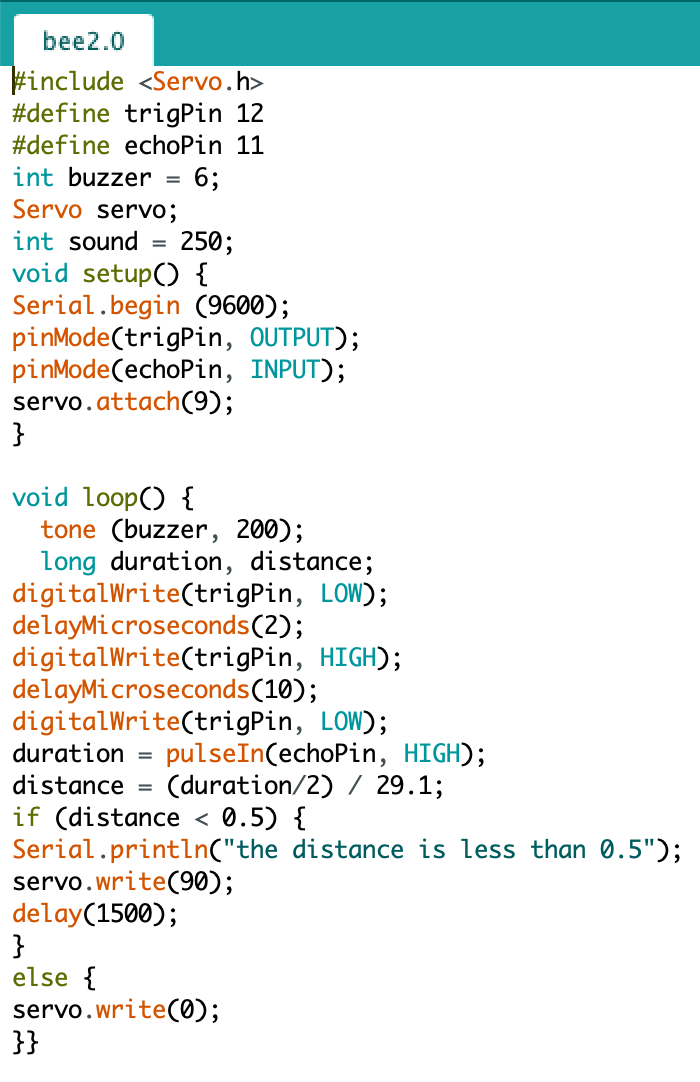 bee2.0
#include <Servo.h>
#define trigPin 12
#define echoPin 11
int buzzer = 6;
Servo servo;
int sound = 250;
void setup() {
Serial.begin (9600);
pinMode(trigPin, OUTPUT);
pinMode(echoPin, INPUT);
servo.attach(9);
}

void loop() {
  tone (buzzer, 200);
  long duration, distance;
digitalWrite(trigPin, LOW);
delayMicroseconds(2);
digitalWrite(trigPin, HIGH);
delayMicroseconds(10);
digitalWrite(trigPin, LOW);
duration = pulseIn(echoPin, HIGH);
distance = (duration/2) / 29.1;
if (distance < 0.5) {
Serial.println("the distance is less than 0.5");
servo.write(90);
delay(1500);
}
else {
servo.write(0);
}}